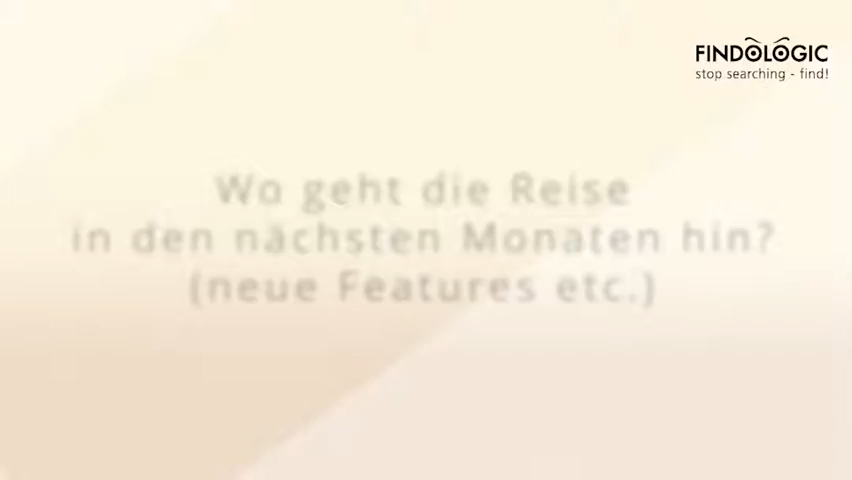 FINDOLOGIC
stop searching - find!
Wo geht die Reise
in den nächsten Monaten hin?
(neue Features etc.)